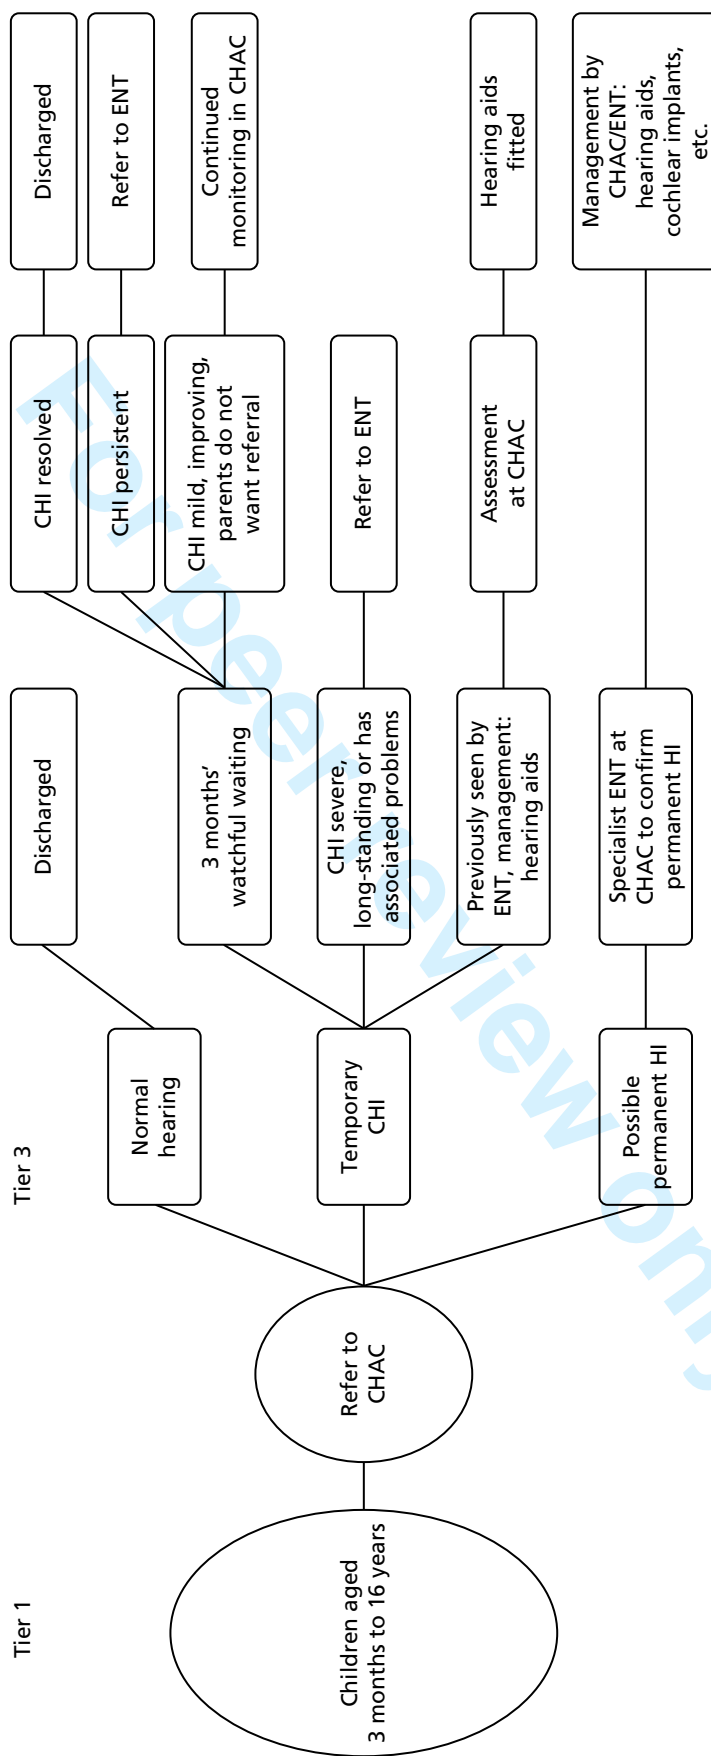 Tier 1
Tier 3
Children aged
3 months to 16 years
Refer to
CHAC
Normal
hearing
Discharged
Temporary
CHI
3 months’
watchful waiting
CHI resolved
Discharged
CHI persistent
Refer to ENT
CHI mild, improving,
parents do not
want referral
Continued
monitoring in CHAC
CHI severe,
long-standing or has
associated problems
Refer to ENT
Previously seen by
ENT, management:
hearing aids
Assessment
at CHAC
Hearing aids
fitted
Possible
permanent HI
Specialist ENT at
CHAC to confirm
permanent HI
Management by
CHAC/ENT:
hearing aids,
cochlear implants,
etc.
For peer review only